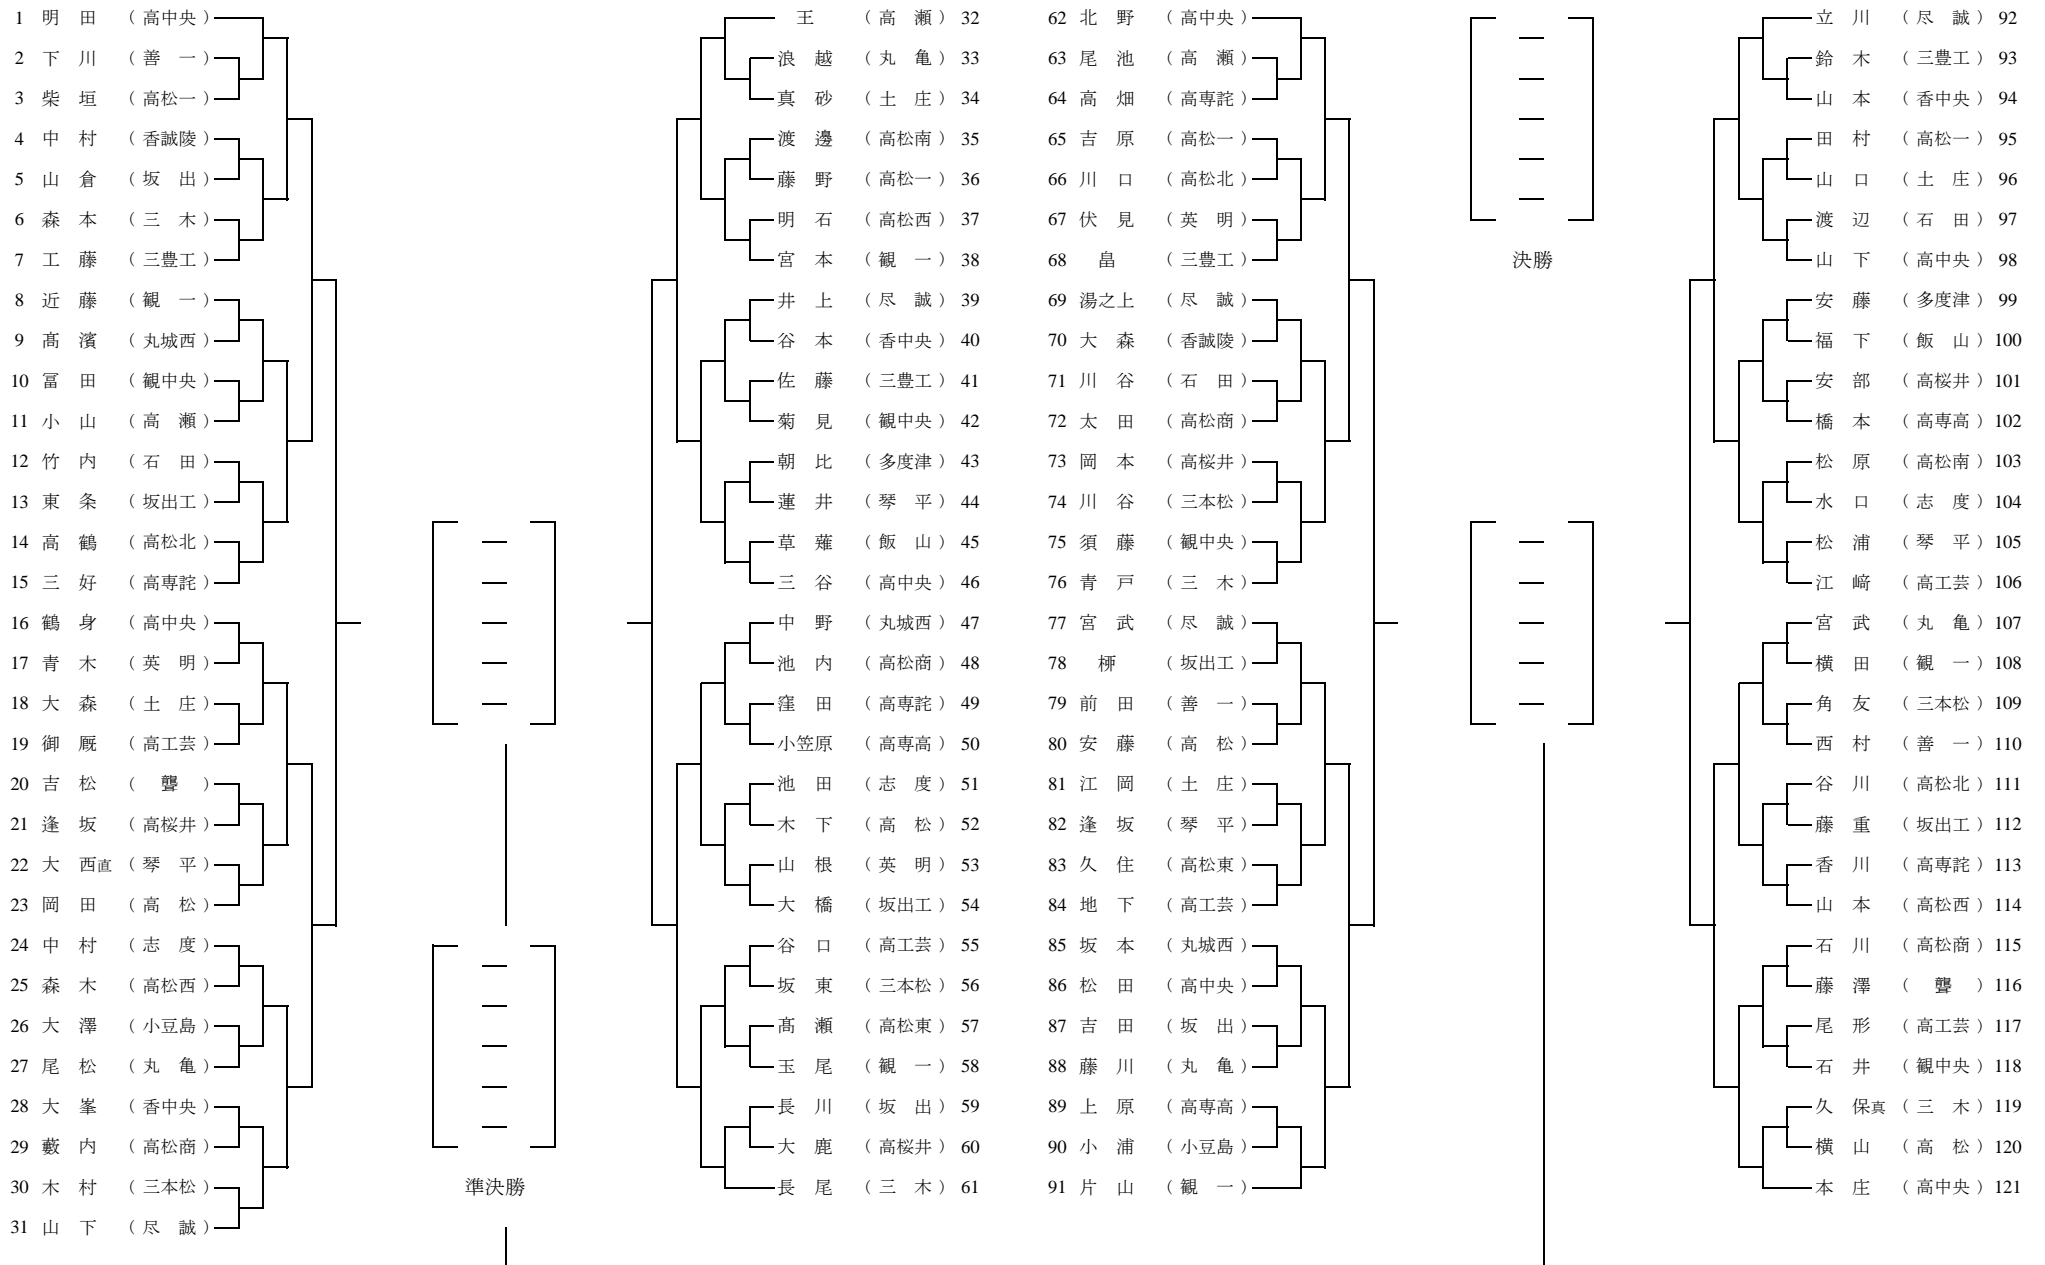 1 明 田 （ 高中央 ）
2 下 川 （ 善 一 ）
3 柴 垣 （ 高松一 ）
4 中 村 （ 香誠陵 ）
5 山 倉 （ 坂 出 ）
6 森 本 （ 三 木 ）
7 工 藤 （ 三豊工 ）
8 近 藤 （ 観 一 ）
9 髙 濱 （ 丸城西 ）
10 冨 田 （ 観中央 ）
11 小 山 （ 高 瀬 ）
12 竹 内 （ 石 田 ）
13 東 条 （ 坂出工 ）
14 高 鶴 （ 高松北 ）
15 三 好 （ 高専詫 ）
16 鶴 身 （ 高中央 ）
17 青 木 （ 英 明 ）
18 大 森 （ 土 庄 ）
19 御 厩 （ 高工芸 ）
20 吉 松 （ 聾 ）
21 逢 坂 （ 高桜井 ）
22 大 西直 （ 琴 平 ）
23 岡 田 （ 高 松 ）
24 中 村 （ 志 度 ）
25 森 木 （ 高松西 ）
26 大 澤 （ 小豆島 ）
27 尾 松 （ 丸 亀 ）
28 大 峯 （ 香中央 ）
29 藪 内 （ 高松商 ）
30 木 村 （ 三本松 ）
31 山 下 （ 尽 誠 ）
準決勝
王 （ 高 瀬 ） 32
浪 越 （ 丸 亀 ） 33
真 砂 （ 土 庄 ） 34
渡 邊 （ 高松南 ） 35
藤 野 （ 高松一 ） 36
明 石 （ 高松西 ） 37
宮 本 （ 観 一 ） 38
井 上 （ 尽 誠 ） 39
谷 本 （ 香中央 ） 40
佐 藤 （ 三豊工 ） 41
菊 見 （ 観中央 ） 42
朝 比 （ 多度津 ） 43
蓮 井 （ 琴 平 ） 44
草 薙 （ 飯 山 ） 45
三 谷 （ 高中央 ） 46
中 野 （ 丸城西 ） 47
池 内 （ 高松商 ） 48
窪 田 （ 高専詫 ） 49
小笠原 （ 高専高 ） 50
池 田 （ 志 度 ） 51
木 下 （ 高 松 ） 52
山 根 （ 英 明 ） 53
大 橋 （ 坂出工 ） 54
谷 口 （ 高工芸 ） 55
坂 東 （ 三本松 ） 56
髙 瀬 （ 高松東 ） 57
玉 尾 （ 観 一 ） 58
長 川 （ 坂 出 ） 59
大 鹿 （ 高桜井 ） 60
長 尾 （ 三 木 ） 61
62 北 野 （ 高中央 ）
63 尾 池 （ 高 瀬 ）
64 高 畑 （ 高専詫 ）
65 吉 原 （ 高松一 ）
66 川 口 （ 高松北 ）
67 伏 見 （ 英 明 ）
68 畠 （ 三豊工 ）
69 湯之上 （ 尽 誠 ）
70 大 森 （ 香誠陵 ）
71 川 谷 （ 石 田 ）
72 太 田 （ 高松商 ）
73 岡 本 （ 高桜井 ）
74 川 谷 （ 三本松 ）
75 須 藤 （ 観中央 ）
76 青 戸 （ 三 木 ）
77 宮 武 （ 尽 誠 ）
78 （ 坂出工 ）
79 前 田 （ 善 一 ）
80 安 藤 （ 高 松 ）
81 江 岡 （ 土 庄 ）
82 逢 坂 （ 琴 平 ）
83 久 住 （ 高松東 ）
84 地 下 （ 高工芸 ）
85 坂 本 （ 丸城西 ）
86 松 田 （ 高中央 ）
87 吉 田 （ 坂 出 ）
88 藤 川 （ 丸 亀 ）
89 上 原 （ 高専高 ）
90 小 浦 （ 小豆島 ）
91 片 山 （ 観 一 ）
決勝
立 川 （ 尽 誠 ） 92
鈴 木 （ 三豊工 ） 93
山 本 （ 香中央 ） 94
田 村 （ 高松一 ） 95
山 口 （ 土 庄 ） 96
渡 辺 （ 石 田 ） 97
山 下 （ 高中央 ） 98
安 藤 （ 多度津 ） 99
福 下 （ 飯 山 ） 100
安 部 （ 高桜井 ） 101
橋 本 （ 高専高 ） 102
松 原 （ 高松南 ） 103
水 口 （ 志 度 ） 104
松 浦 （ 琴 平 ） 105
江 﨑 （ 高工芸 ） 106
宮 武 （ 丸 亀 ） 107
横 田 （ 観 一 ） 108
角 友 （ 三本松 ） 109
西 村 （ 善 一 ） 110
谷 川 （ 高松北 ） 111
藤 重 （ 坂出工 ） 112
香 川 （ 高専詫 ） 113
山 本 （ 高松西 ） 114
石 川 （ 高松商 ） 115
藤 澤 （ 聾 ） 116
尾 形 （ 高工芸 ） 117
石 井 （ 観中央 ） 118
久 保真 （ 三 木 ） 119
横 山 （ 高 松 ） 120
本 庄 （ 高中央 ） 121